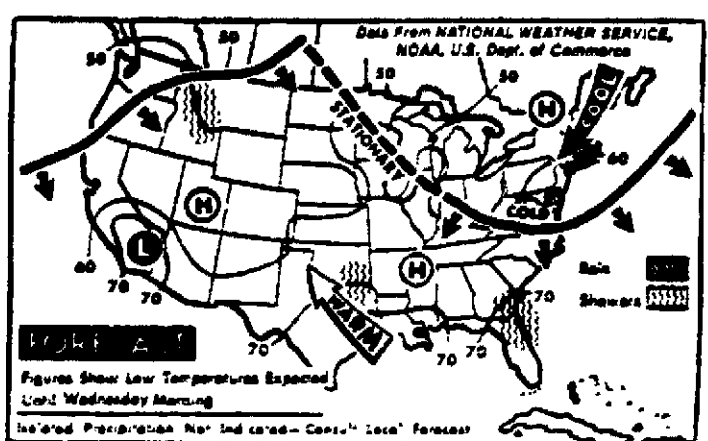 Data From NATIONAL WEATHER SERVICE,
NOAA, U.S. Dept. of Commerce
50
50
50
50
STATIONARY
H
COOL
60
H
L
COLD
H
60
70
70
WARM
70
70
70
70
Rain
Showers
FORECAST
Figures Show Low Temperatures Expected
Until Wednesday Morning
Isolated Precipitation Not Indicated – Consult Local Forecast